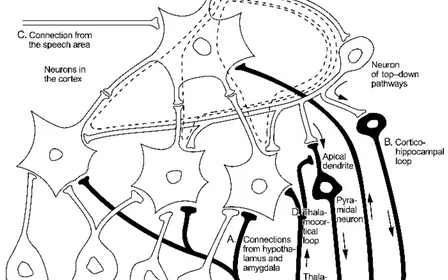 C. Connection from
the speech area
Neurons in
the cortex
Neuron
of top–down
pathways
B. Cortico-
hippocampal
loop
Apical
dendrite
D. Thala-
mocor-
tical
loop
Pyra-
midal
neuron
A. Connections
from hypotha-
lamus and
amygdala
Thala-